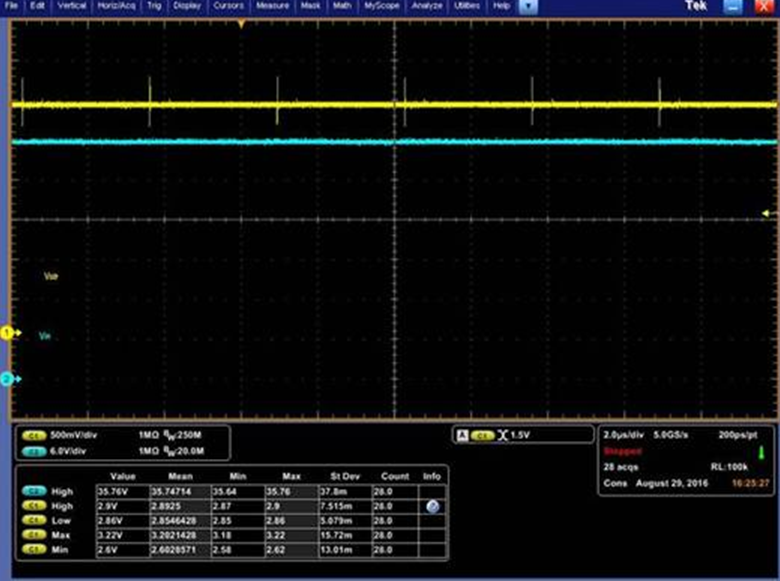 File Edit Vertical Horiz/Acq Trig Display Cursors Measure Mask Math MyScope Analyze Utilities Help Tek
Vin
1
2
C1 500mV/div 1MΩ BW:250M
C2 6.0V/div 1MΩ BW:20.0M
A C1 1.5V
2.0μs/div 5.0GS/s 200ps/pt
Stopped
28 acqs RL:100k
Cons August 29, 2016 16:25:27
Value Mean Min Max St Dev Count Info
C2 High 35.76V 35.74714 35.64 35.76 37.8m 28.0
C1 High 2.9V 2.8925 2.87 2.9 7.515m 28.0
C1 Low 2.86V 2.8546428 2.85 2.86 5.079m 28.0
C1 Max 3.22V 3.2021428 3.18 3.22 15.72m 28.0
C1 Min 2.6V 2.6028571 2.58 2.62 13.01m 28.0